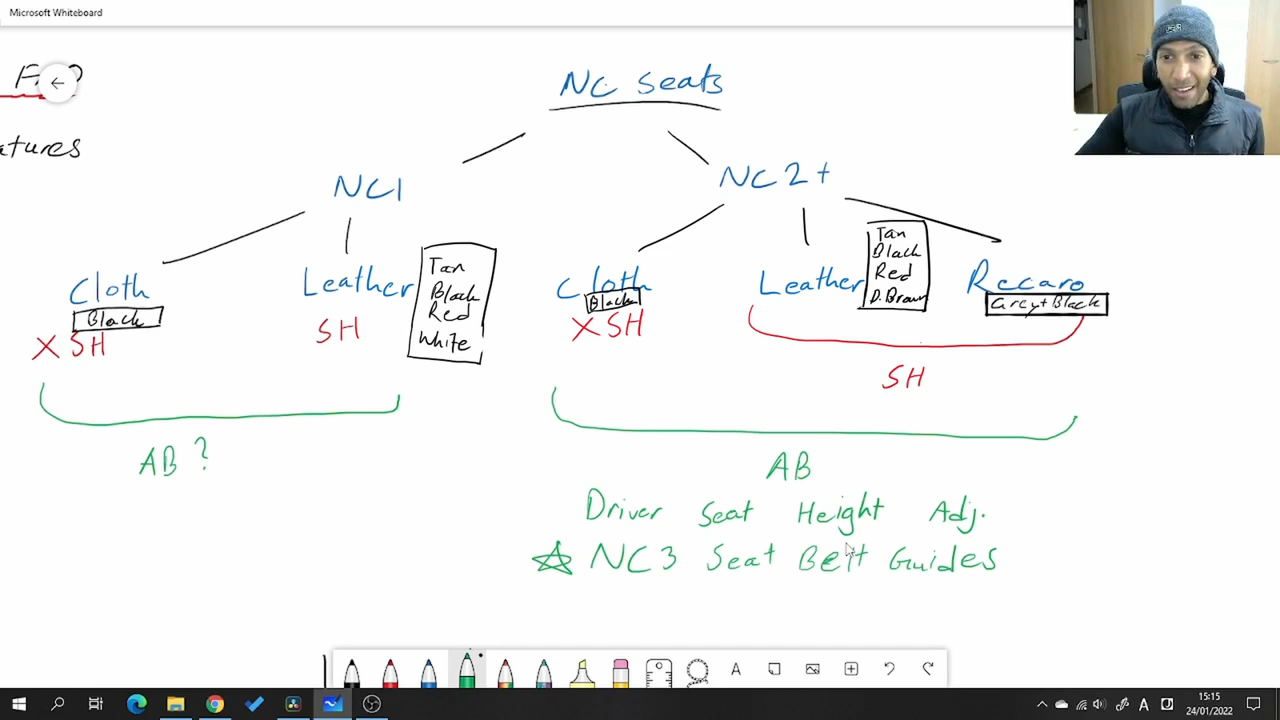 Microsoft Whiteboard
NC seats
atures
NC1
NC2+
Cloth
Black
X SH
Leather
SH
Tan
Black
Red
White
Cloth
Black
X SH
Leather
Tan
Black
Red
D. Brown
Recaro
Grey + Black
SH
AB ?
AB
Driver Seat Height Adj.
☆ NC3 Seat Belt Guides
A
A
15:15
24/01/2022